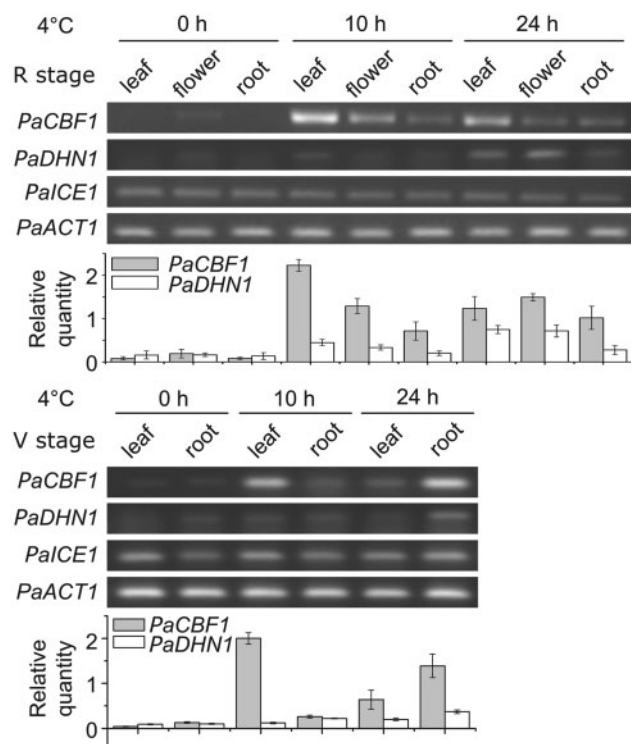 4°C 0 h 10 h 24 h
R stage leaf flower root leaf flower root leaf flower root
PaCBF1
PaDHN1
PaICE1
PaACT1
Relative quantity
2
1
0
PaCBF1
PaDHN1
4°C 0 h 10 h 24 h
V stage leaf root leaf root leaf root
PaCBF1
PaDHN1
PaICE1
PaACT1
Relative quantity
2
1
0
PaCBF1
PaDHN1